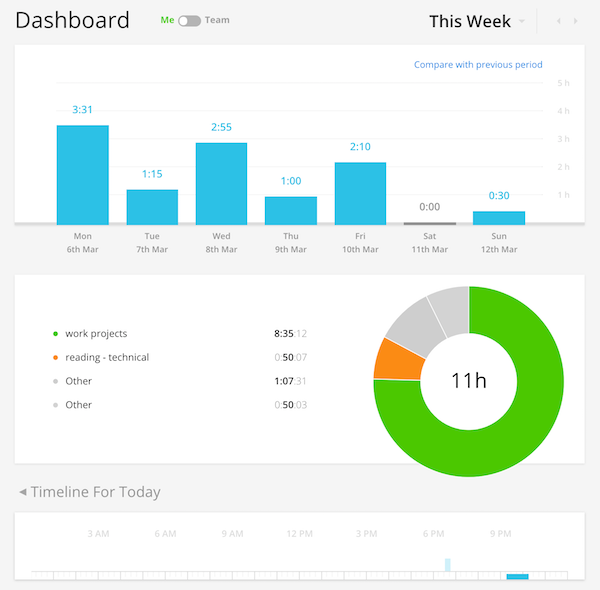 Dashboard Me Team This Week
Compare with previous period
5 h
4 h
3:31
3 h
2:55
2:10
2 h
1:15
1:00
1 h
0:30
0:00
Mon Tue Wed Thu Fri Sat Sun
6th Mar 7th Mar 8th Mar 9th Mar 10th Mar 11th Mar 12th Mar
work projects 8:35:12
reading - technical 0:50:07
Other 1:07:31
Other 0:50:03
11h
Timeline For Today
3 AM 6 AM 9 AM 12 PM 3 PM 6 PM 9 PM